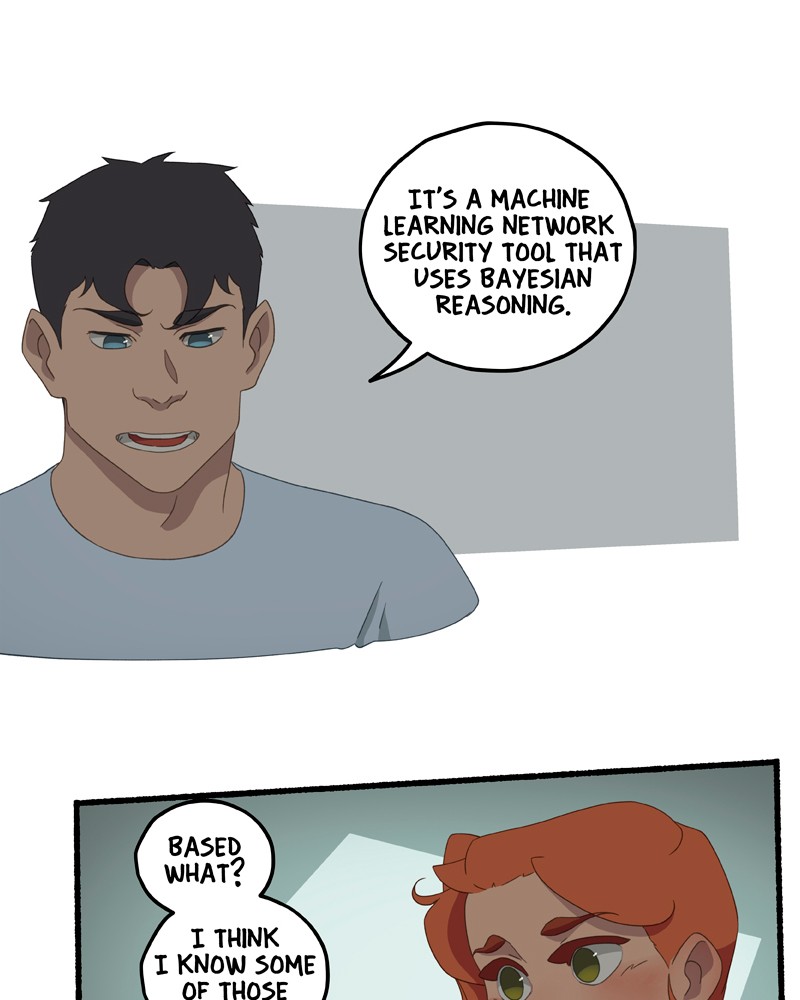 IT'S A MACHINE
LEARNING NETWORK
SECURITY TOOL THAT
USES BAYESIAN
REASONING.
BASED
WHAT?
I THINK
I KNOW SOME
OF THOSE